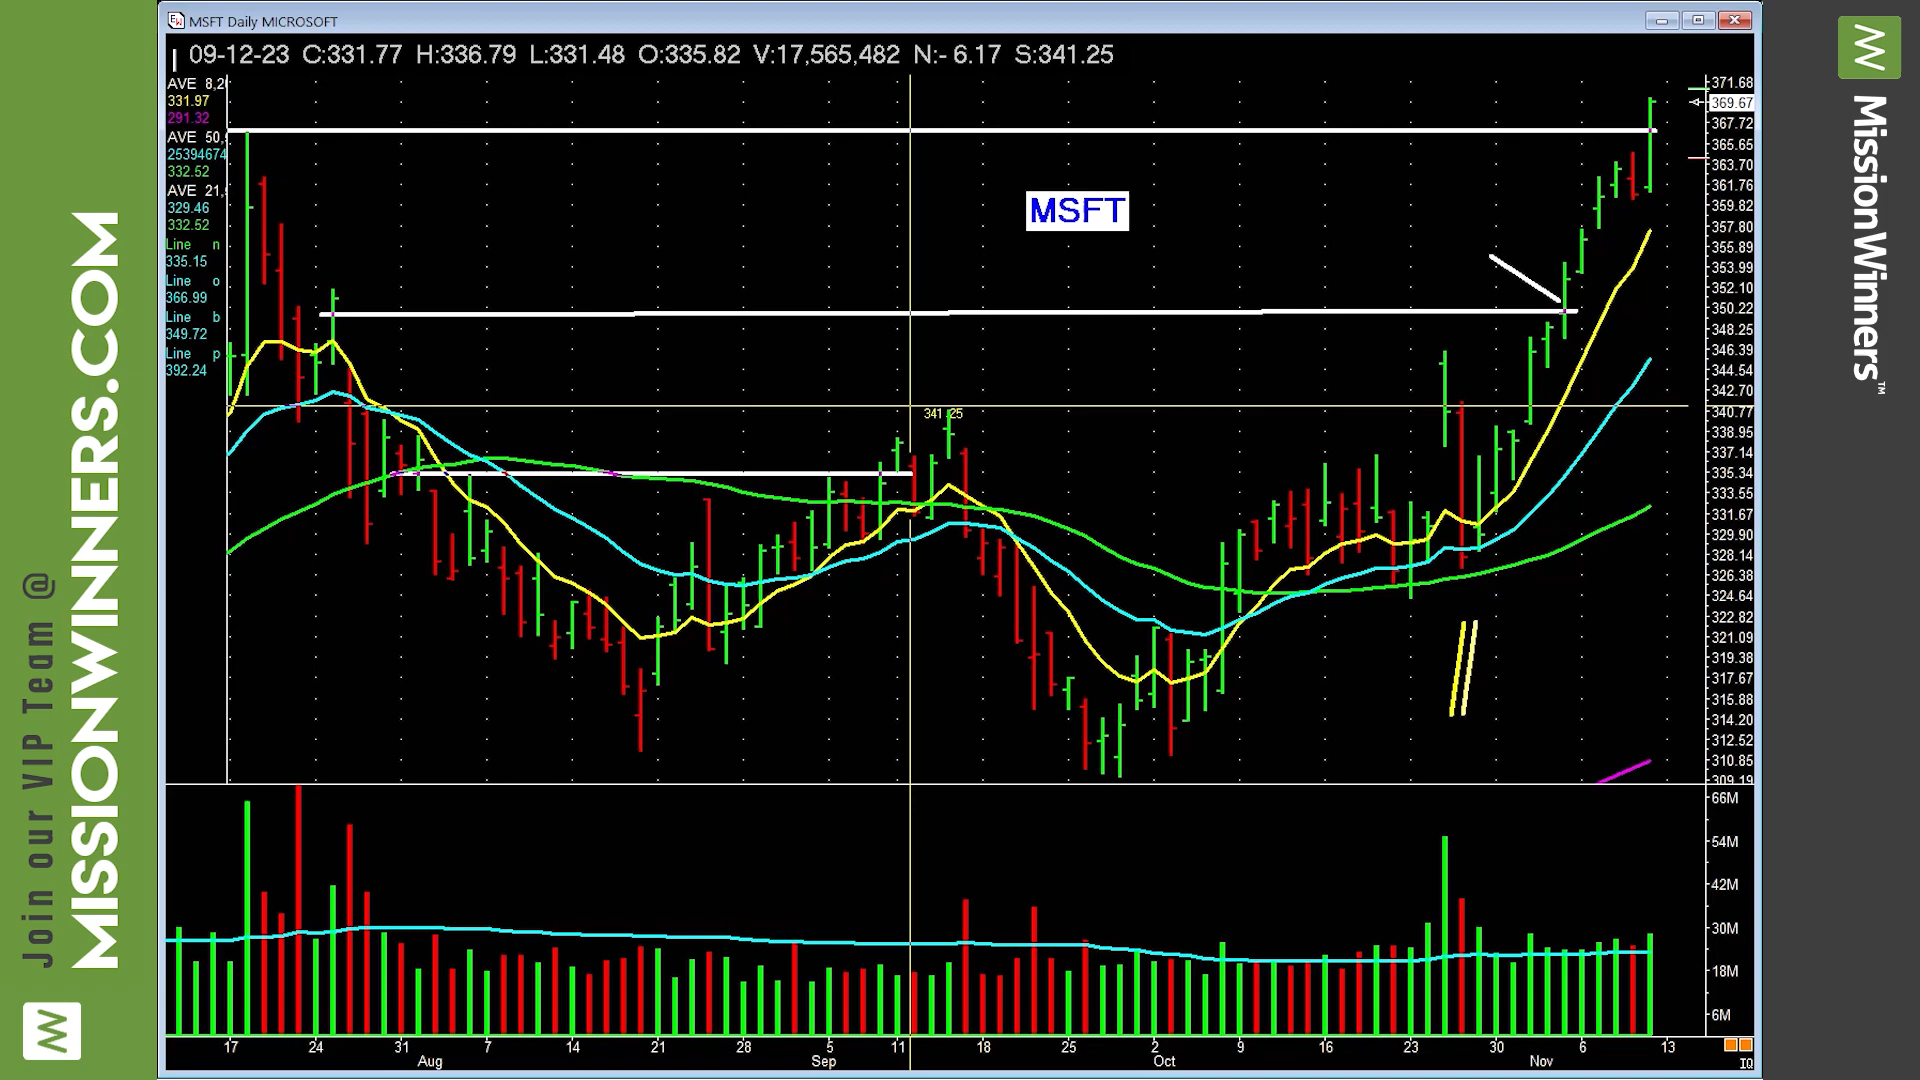 Join our VIP Team @
MISSIONWINNERS.COM
MSFT Daily MICROSOFT
09-12-23 C:331.77 H:336.79 L:331.48 O:335.82 V:17,565,482 N:- 6.17 S:341.25
AVE 8,20
331.97
291.32
AVE 50,
25394674
332.52
AVE 21,
329.46
332.52
Line n
335.15
Line o
366.99
Line b
349.72
Line p
392.24
MSFT
341.25
371.68
369.67
367.72
365.65
363.70
361.76
359.82
357.80
355.89
353.99
352.10
350.22
348.25
346.39
344.54
342.70
340.77
338.95
337.14
335.34
333.55
331.67
329.90
328.14
326.38
324.64
322.82
321.09
319.38
317.67
315.88
314.20
312.52
310.85
309.19
66M
54M
42M
30M
18M
6M
17 24 31 7 14 21 28 5 11 18 25 2 9 16 23 30 6 13
Aug Sep Oct Nov
IQ
MissionWinners™